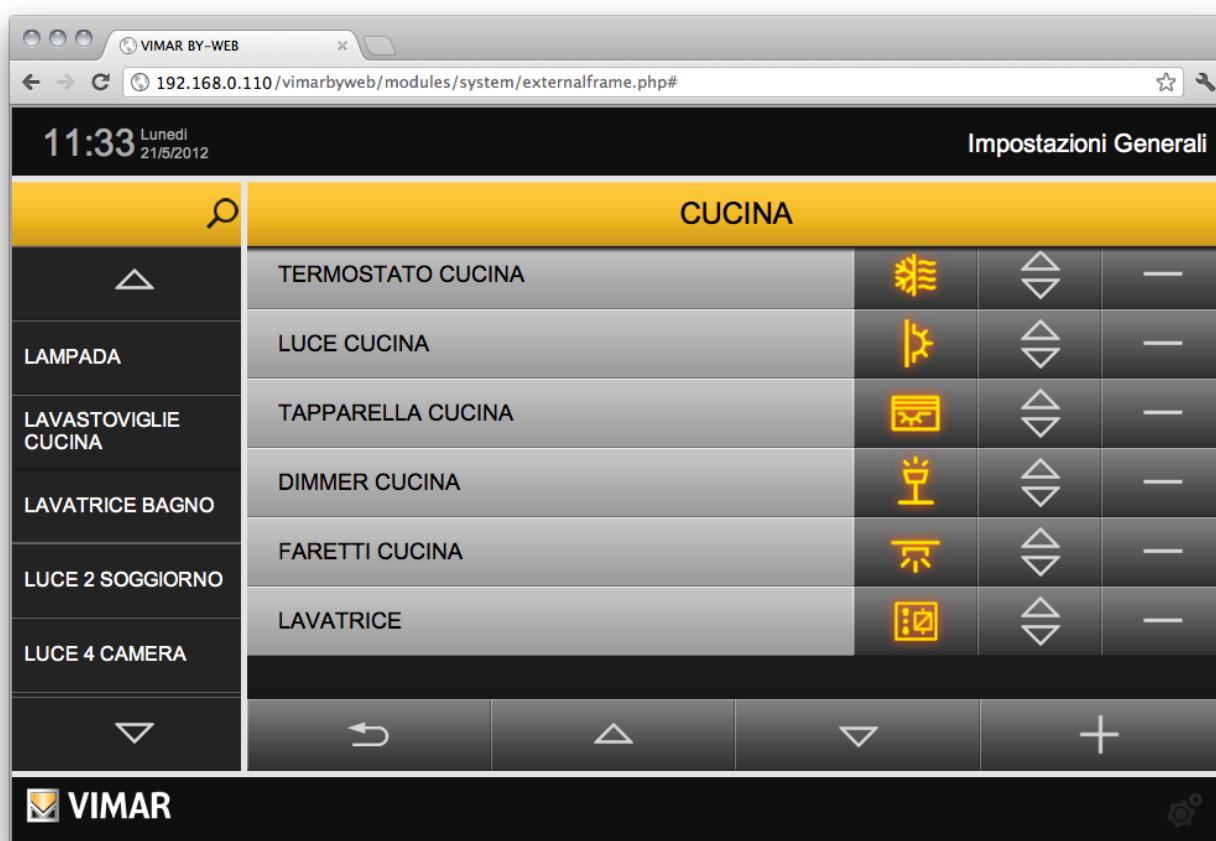 VIMAR BY-WEB
192.168.0.110/vimarbyweb/modules/system/externalframe.php#
11:33 Lunedi
21/5/2012
Impostazioni Generali
CUCINA
TERMOSTATO CUCINA
LUCE CUCINA
TAPPARELLA CUCINA
DIMMER CUCINA
FARETTI CUCINA
LAVATRICE
LAMPADA
LAVASTOVIGLIE
CUCINA
LAVATRICE BAGNO
LUCE 2 SOGGIORNO
LUCE 4 CAMERA
VIMAR